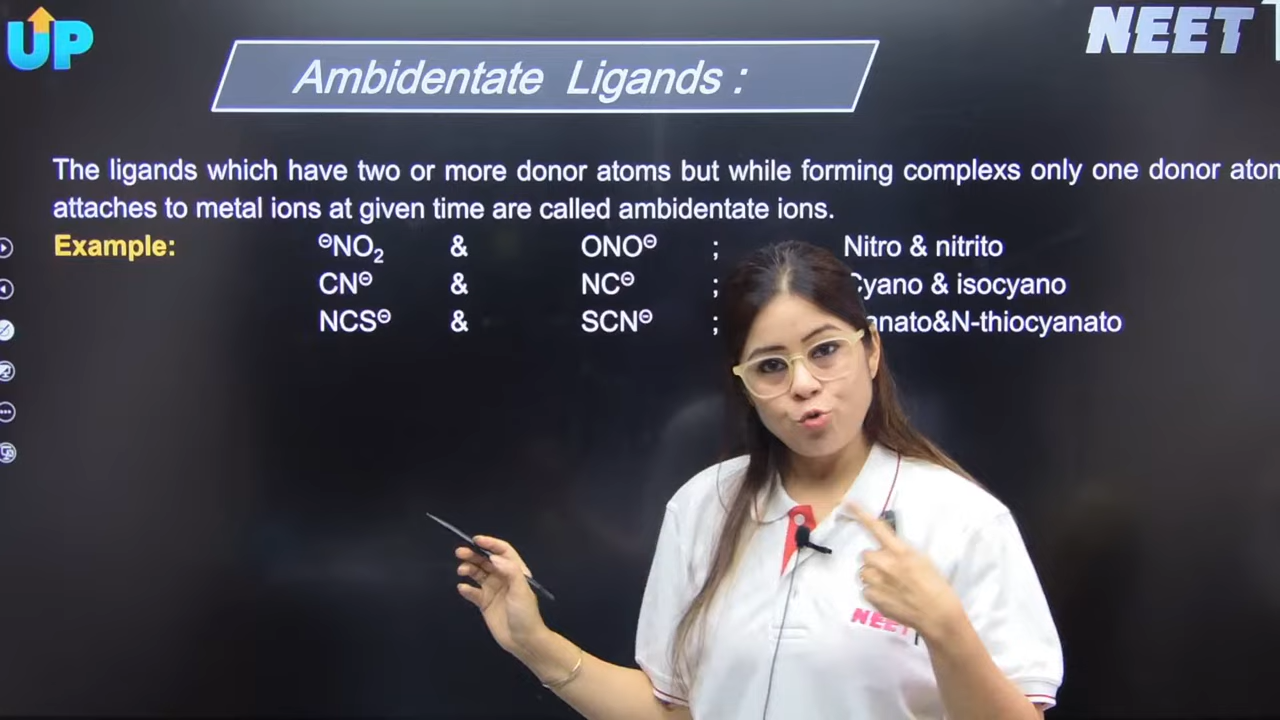 UP
NEET
Ambidentate Ligands :
The ligands which have two or more donor atoms but while forming complexs only one donor atom
attaches to metal ions at given time are called ambidentate ions.
Example: ⊖NO₂ & ONO⊖ ; Nitro & nitrito
CN⊖ & NC⊖ ; Cyano & isocyano
NCS⊖ & SCN⊖ ; anato&N-thiocyanato
NEET